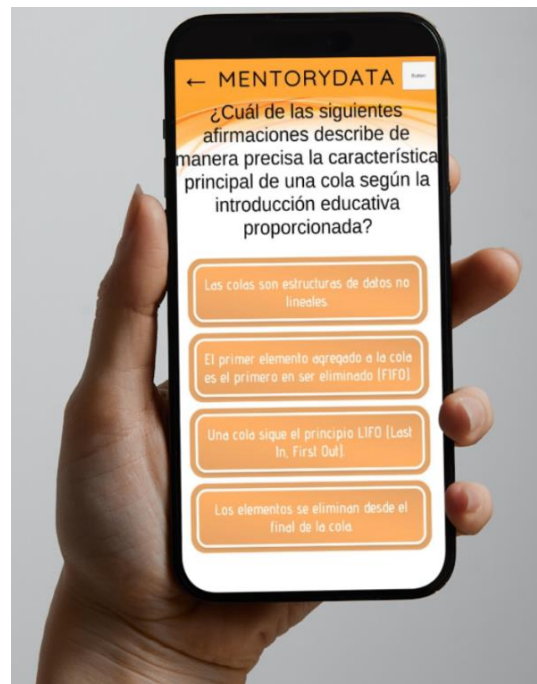 ← MENTORYDATA
¿Cuál de las siguientes
afirmaciones describe de
manera precisa la característica
principal de una cola según la
introducción educativa
proporcionada?
Las colas son estructuras de datos no
lineales.
El primer elemento agregado a la cola
es el primero en ser eliminado (FIFO).
Una cola sigue el principio LIFO (Last
In, First Out).
Los elementos se eliminan desde el
final de la cola.